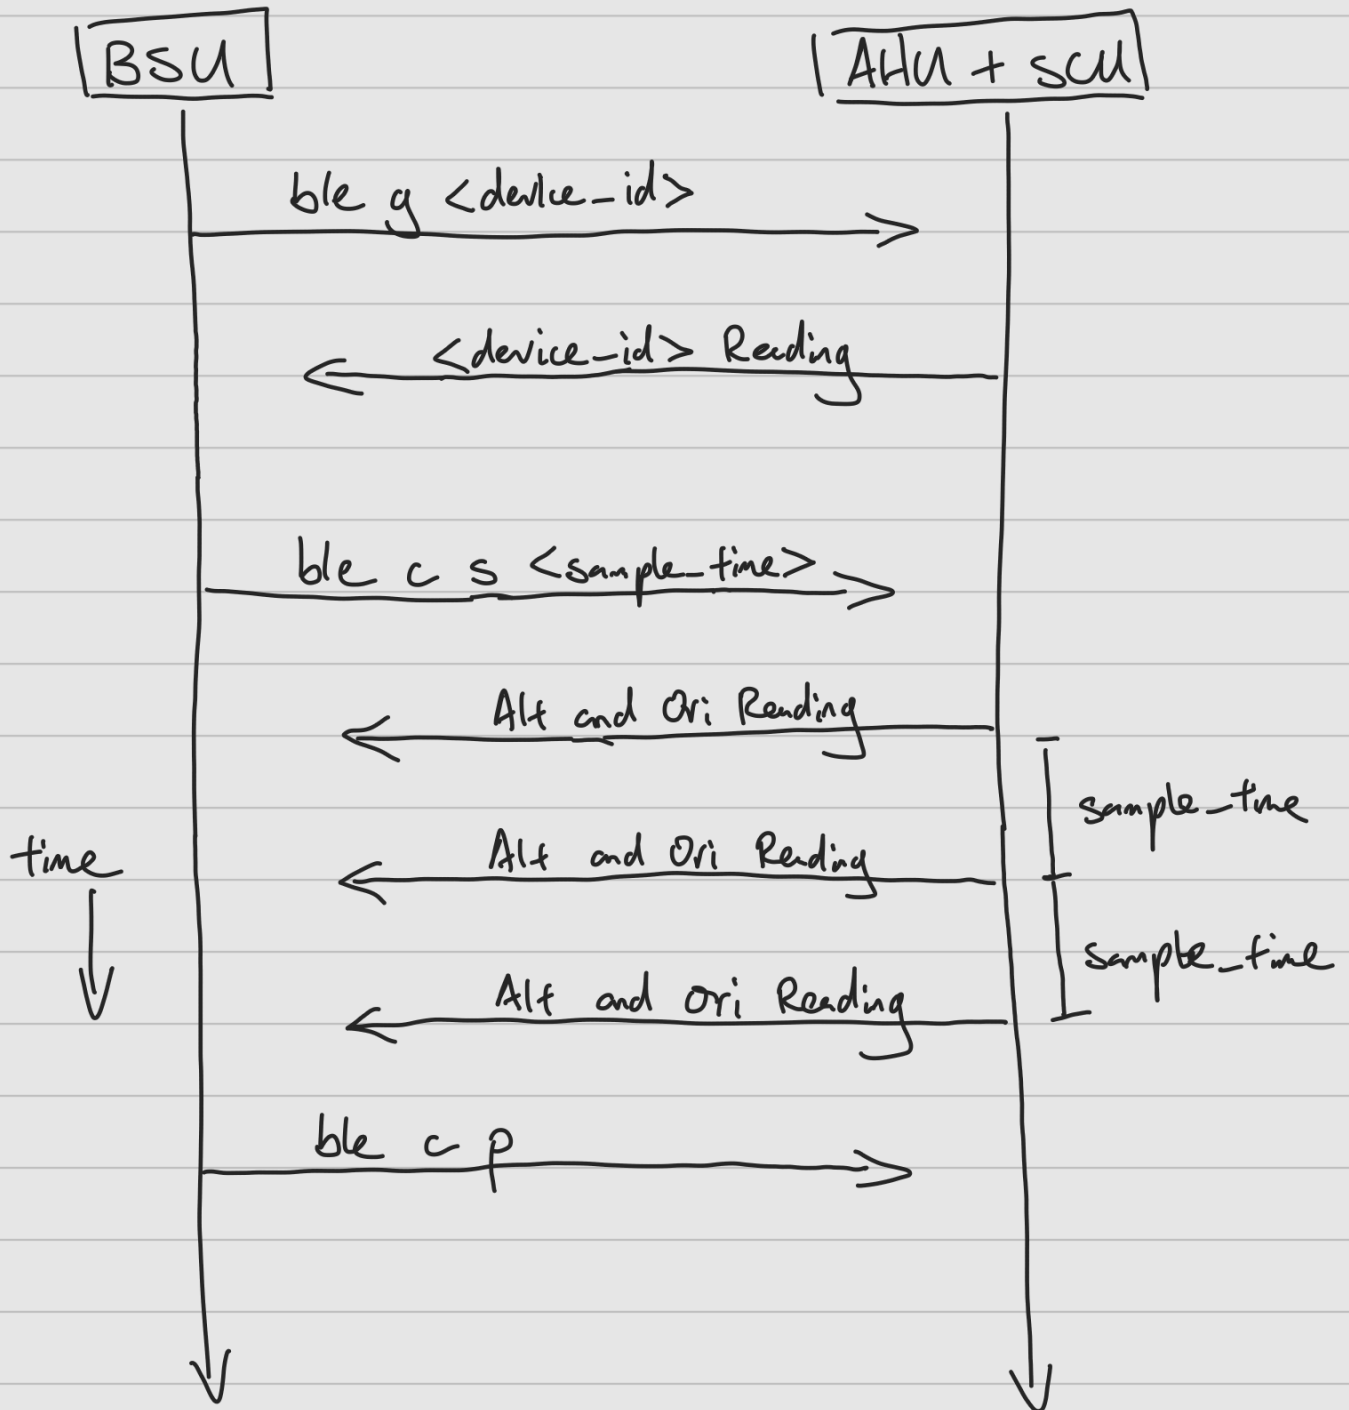 BSU
AHU + SCU
ble g <device_id>
<device_id> Reading
ble c s <sample_time>
Alt and Ori Reading
sample_time
time
Alt and Ori Reading
sample_time
Alt and Ori Reading
ble c p